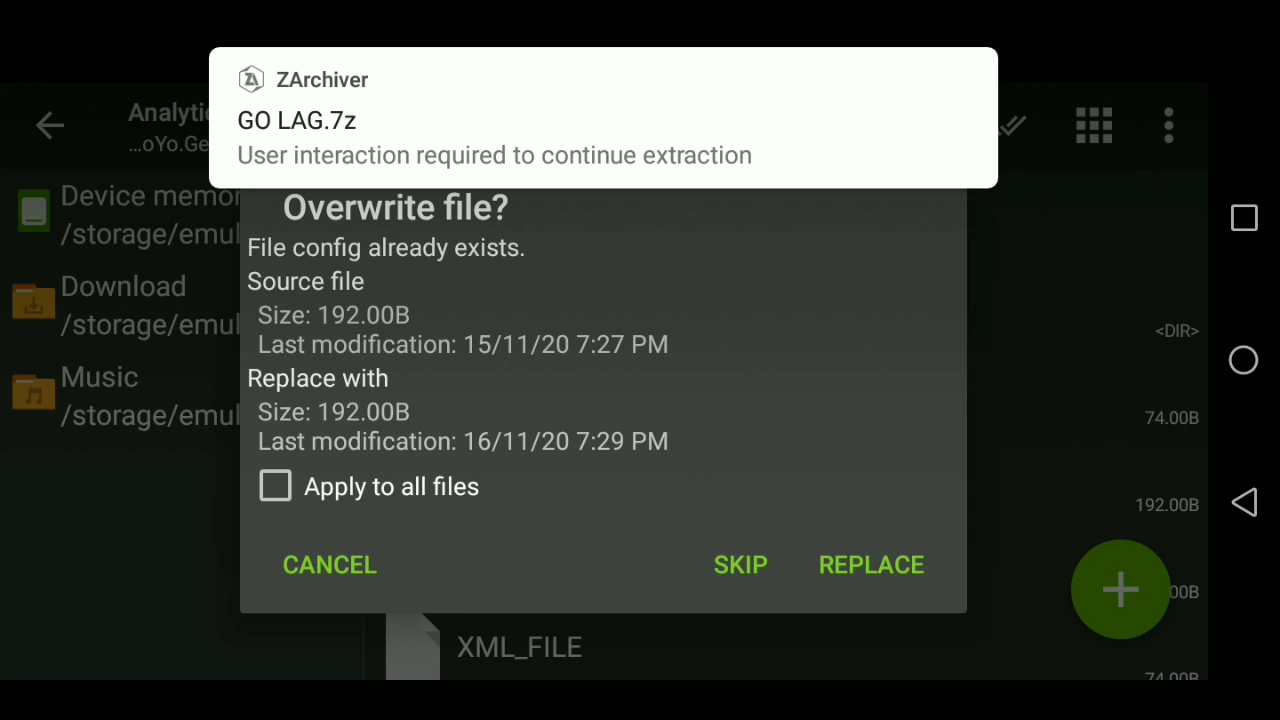 ZArchiver
GO LAG.7z
User interaction required to continue extraction
Analytic
...oYo.Ge
Device memor
/storage/emul
Download
/storage/emul
Music
/storage/emul
Overwrite file?
File config already exists.
Source file
Size: 192.00B
Last modification: 15/11/20 7:27 PM
Replace with
Size: 192.00B
Last modification: 16/11/20 7:29 PM
Apply to all files
CANCEL
SKIP
REPLACE
<DIR>
74.00B
192.00B
00B
XML_FILE
74.00B